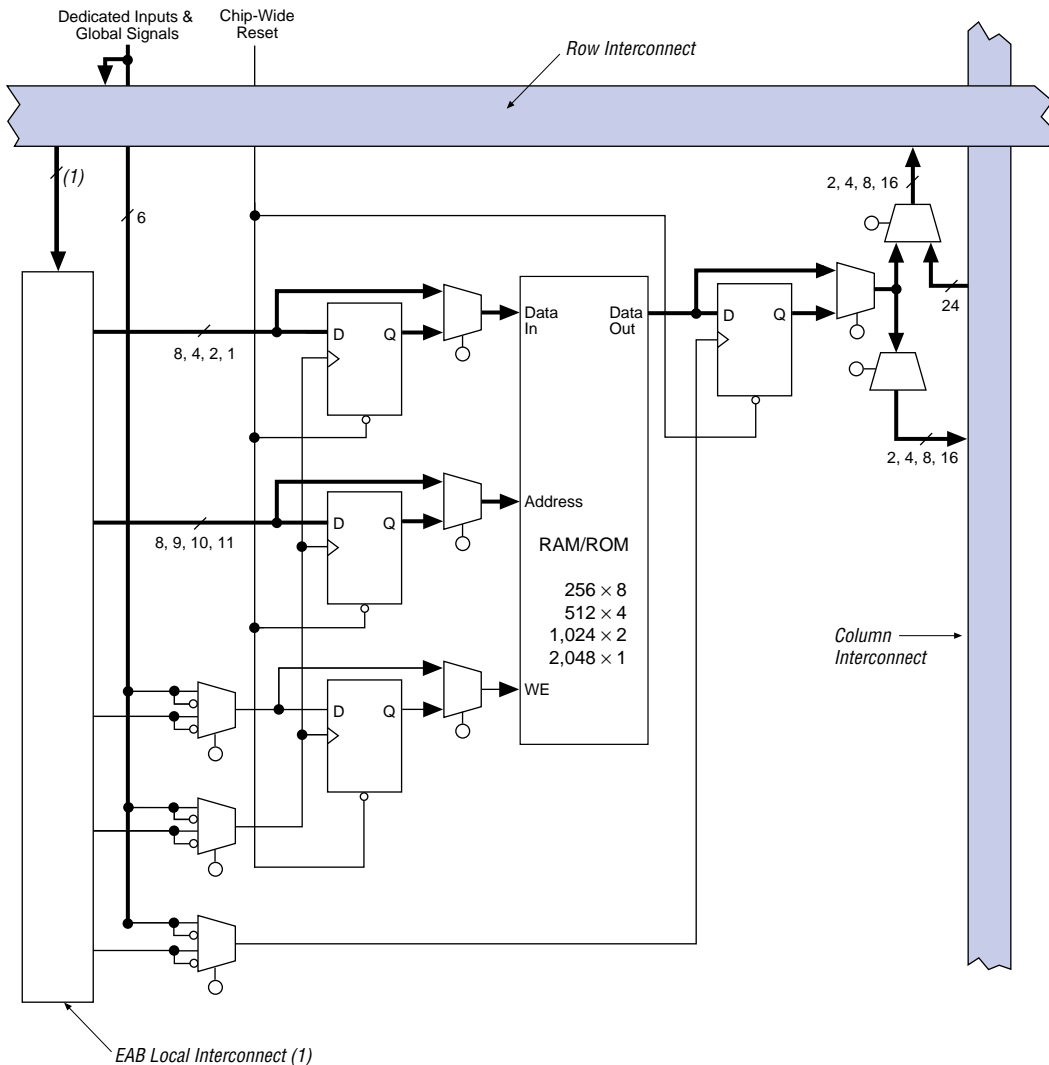 Dedicated Inputs &
Global Signals
Chip-Wide
Reset
Row Interconnect
(1)
6
2, 4, 8, 16
24
D
Q
8, 4, 2, 1
Data
In
Data
Out
D
Q
2, 4, 8, 16
D
Q
8, 9, 10, 11
Address
RAM/ROM
256 × 8
512 × 4
1,024 × 2
2,048 × 1
Column
Interconnect
D
Q
WE
EAB Local Interconnect (1)